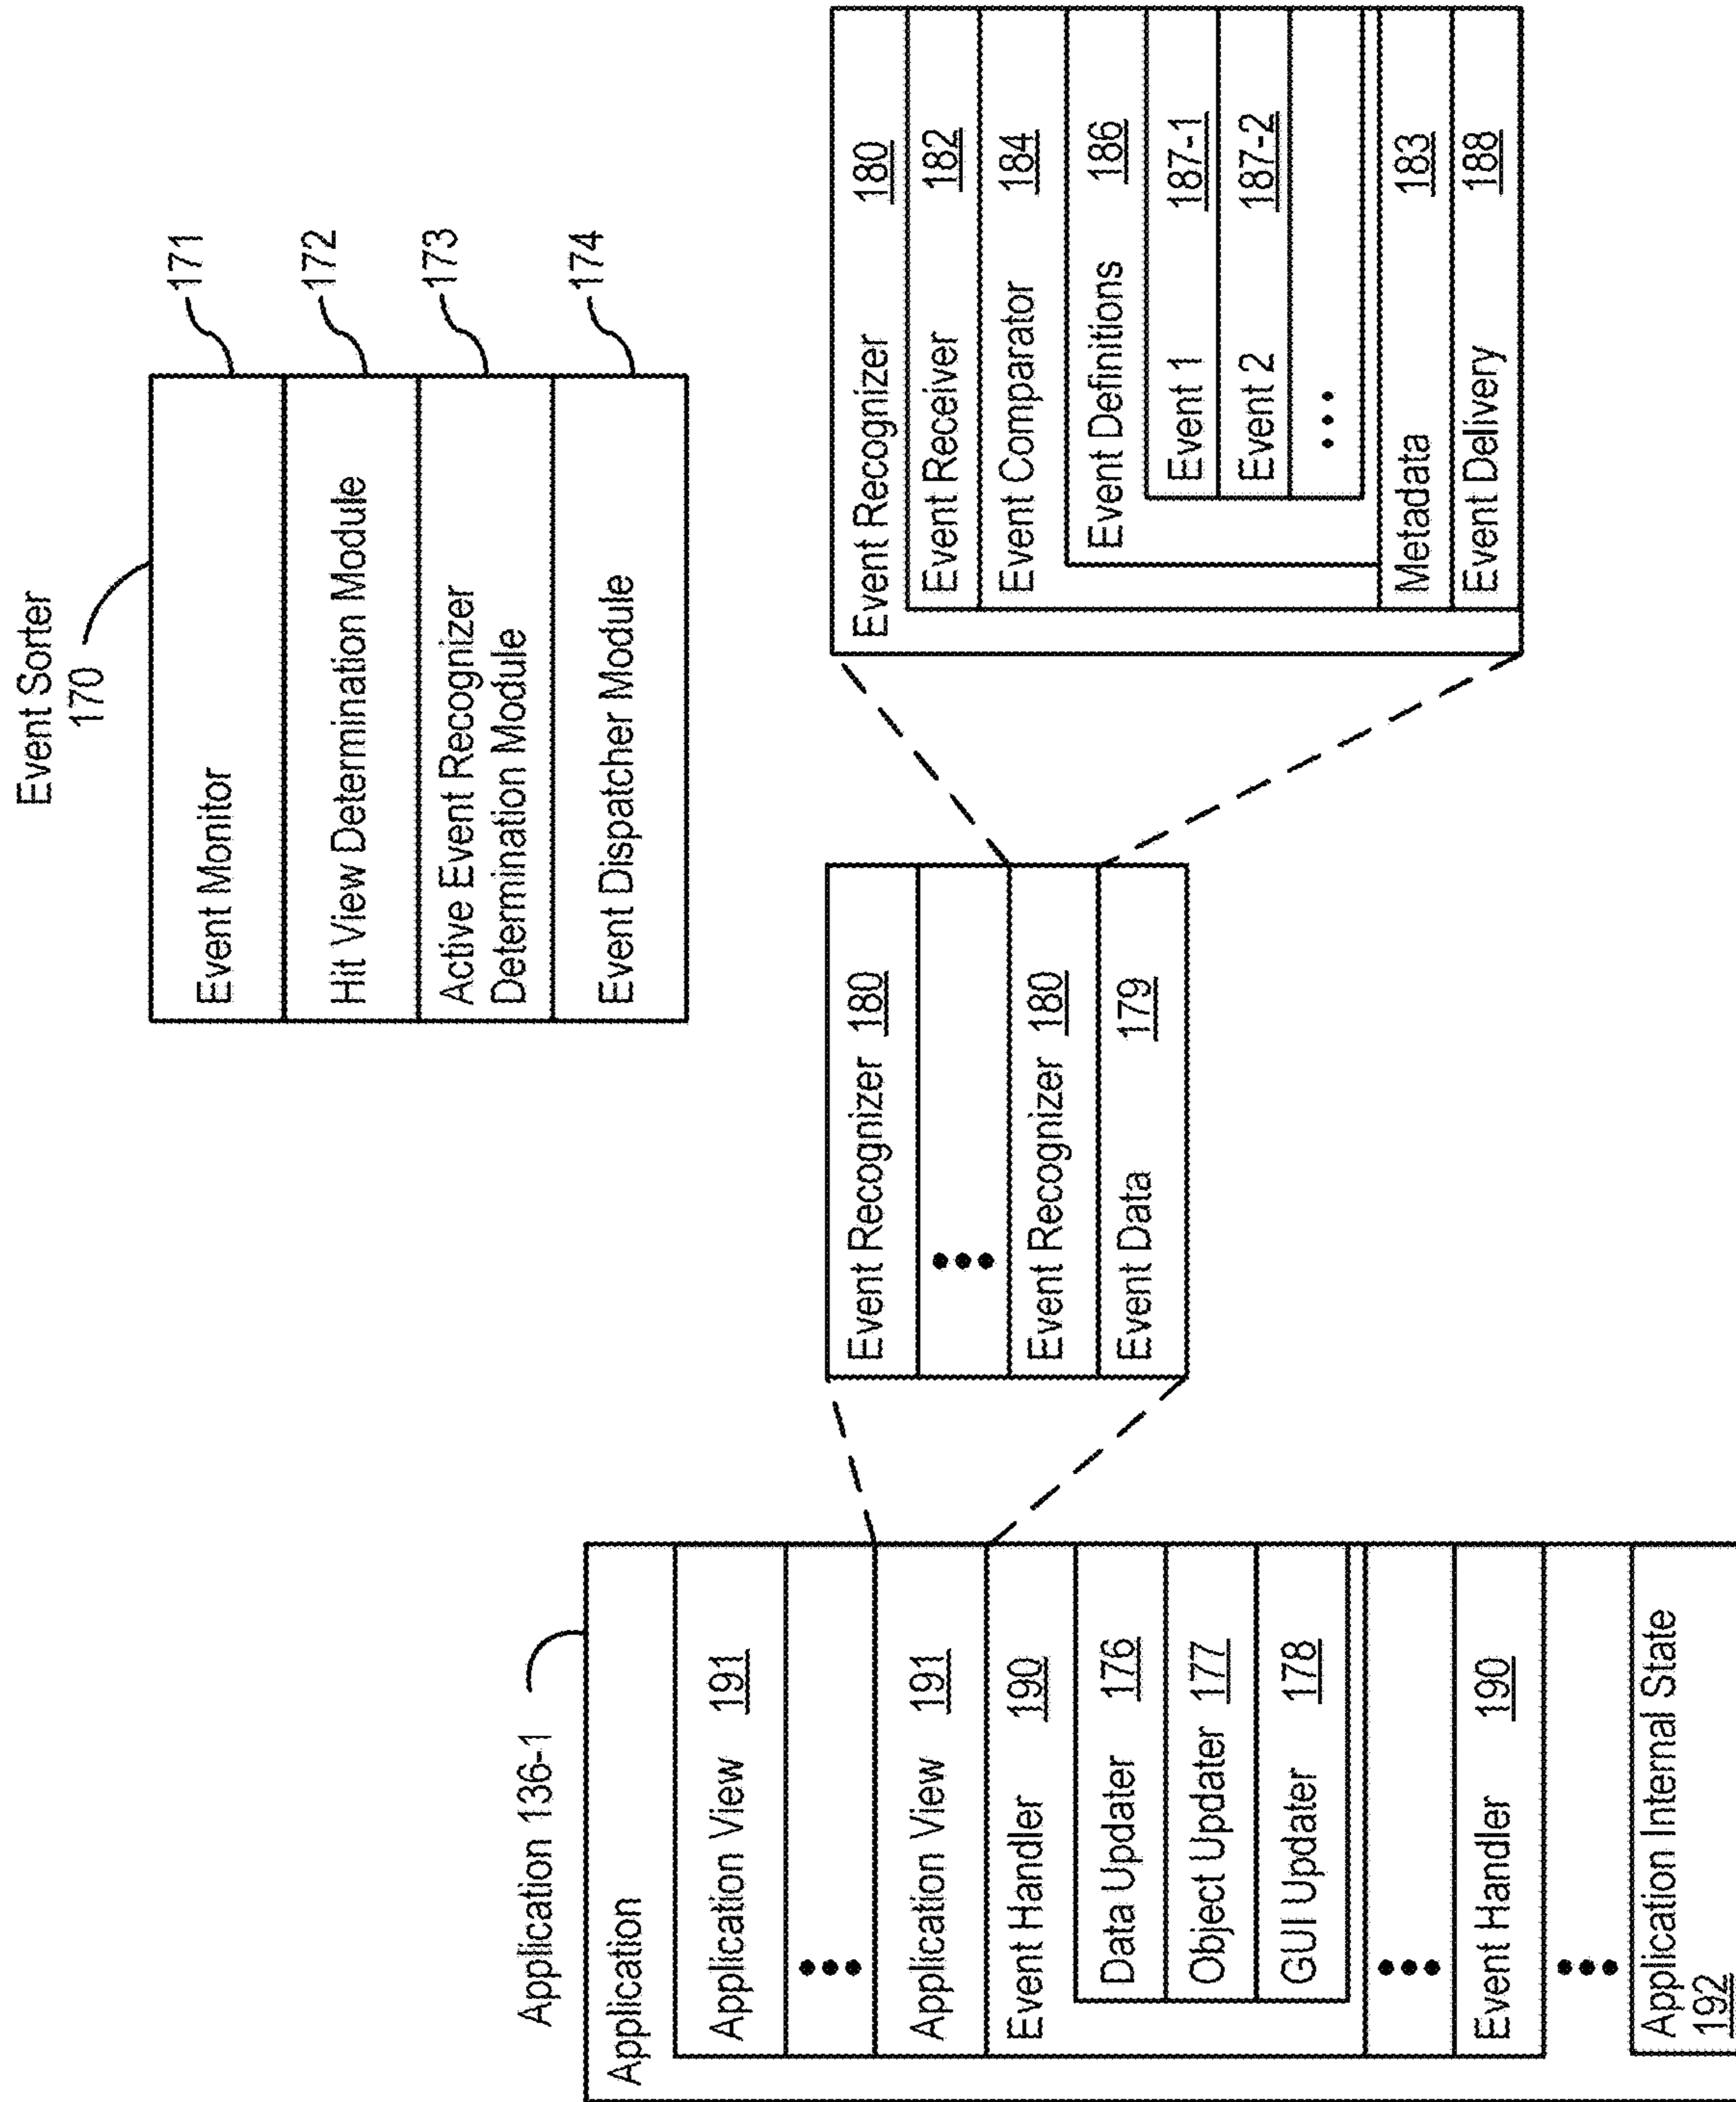 Event Sorter
170
Event Monitor
171
Hit View Determination Module
172
Active Event Recognizer
Determination Module
173
Event Dispatcher Module
174
Application 136-1
Application
Application View 191
•••
Application View 191
Event Handler 190
Data Updater 176
Object Updater 177
GUI Updater 178
•••
Event Handler 190
•••
Application Internal State
192
Event Recognizer 180
•••
Event Recognizer 180
Event Data 179
Event Recognizer 180
Event Receiver 182
Event Comparator 184
Event Definitions 186
Event 1 187-1
Event 2 187-2
•••
Metadata 183
Event Delivery 188